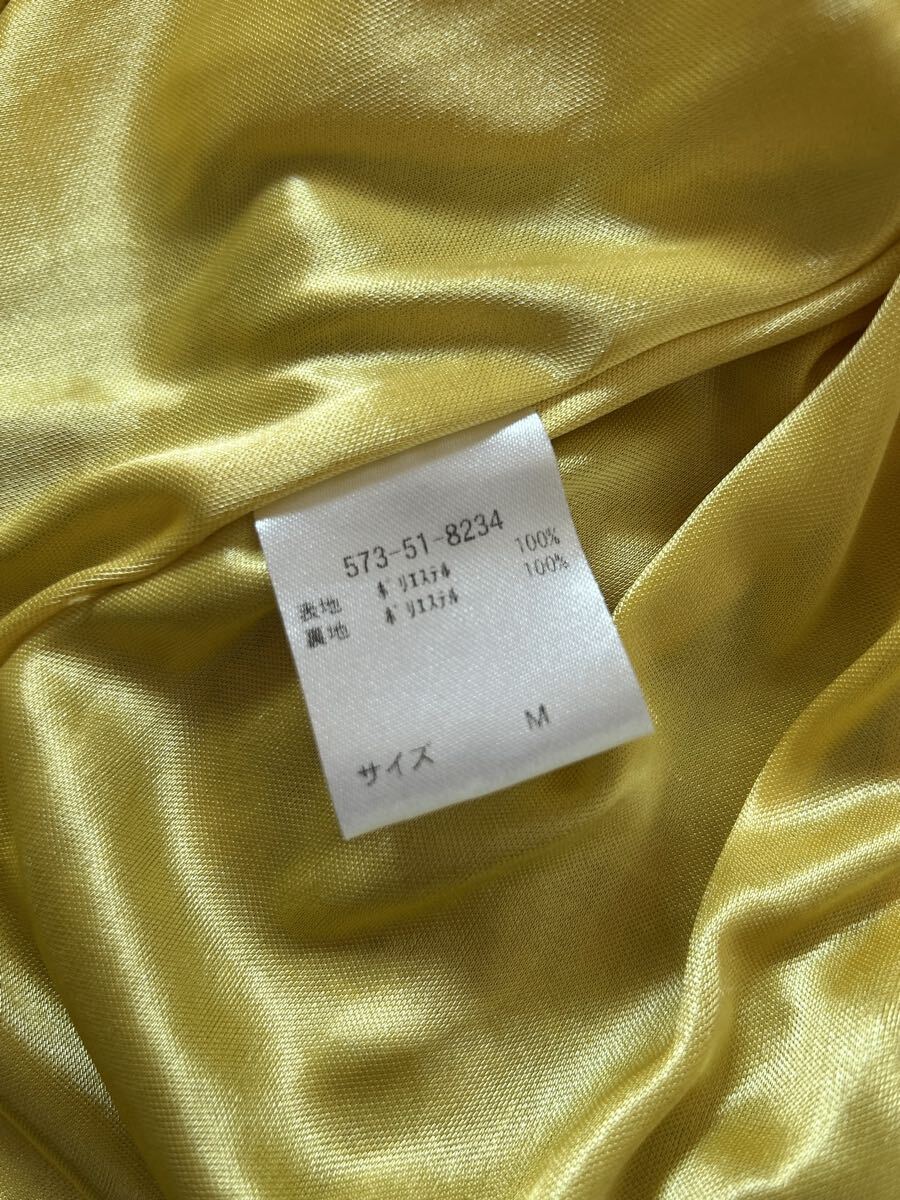 573-51-8234
表地 ﾎﾟﾘｴｽﾃﾙ 100%
裏地 ﾎﾟﾘｴｽﾃﾙ 100%
サイズ M